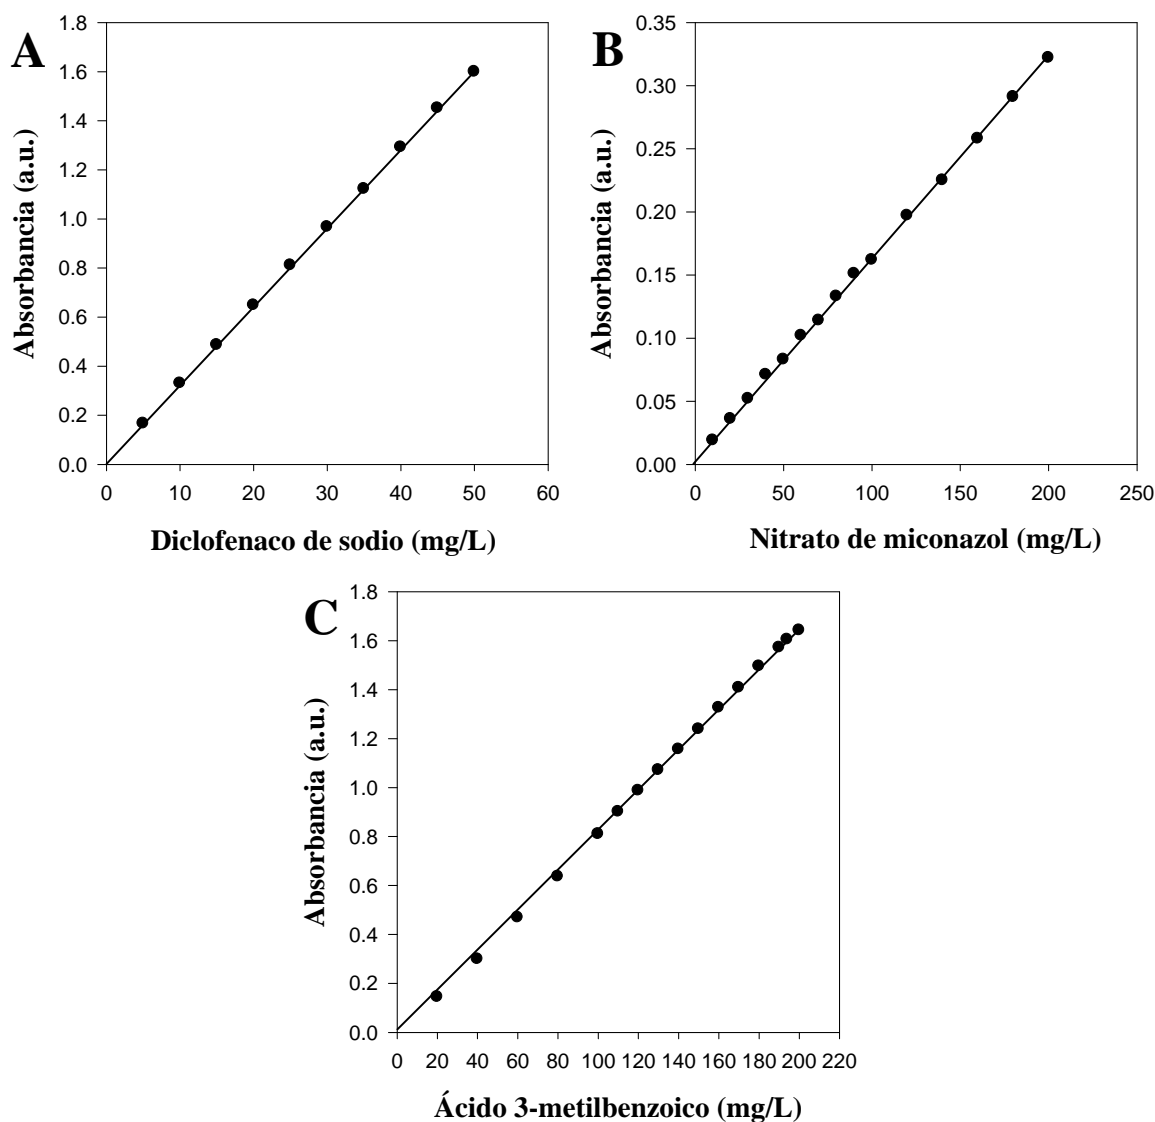 A
Absorbancia (a.u.)
1.8
1.6
1.4
1.2
1.0
0.8
0.6
0.4
0.2
0.0
0 10 20 30 40 50 60
Diclofenaco de sodio (mg/L)
B
Absorbancia (a.u.)
0.35
0.30
0.25
0.20
0.15
0.10
0.05
0.00
0 50 100 150 200 250
Nitrato de miconazol (mg/L)
C
Absorbancia (a.u.)
1.8
1.6
1.4
1.2
1.0
0.8
0.6
0.4
0.2
0.0
0 20 40 60 80 100 120 140 160 180 200 220
Ácido 3-metilbenzoico (mg/L)